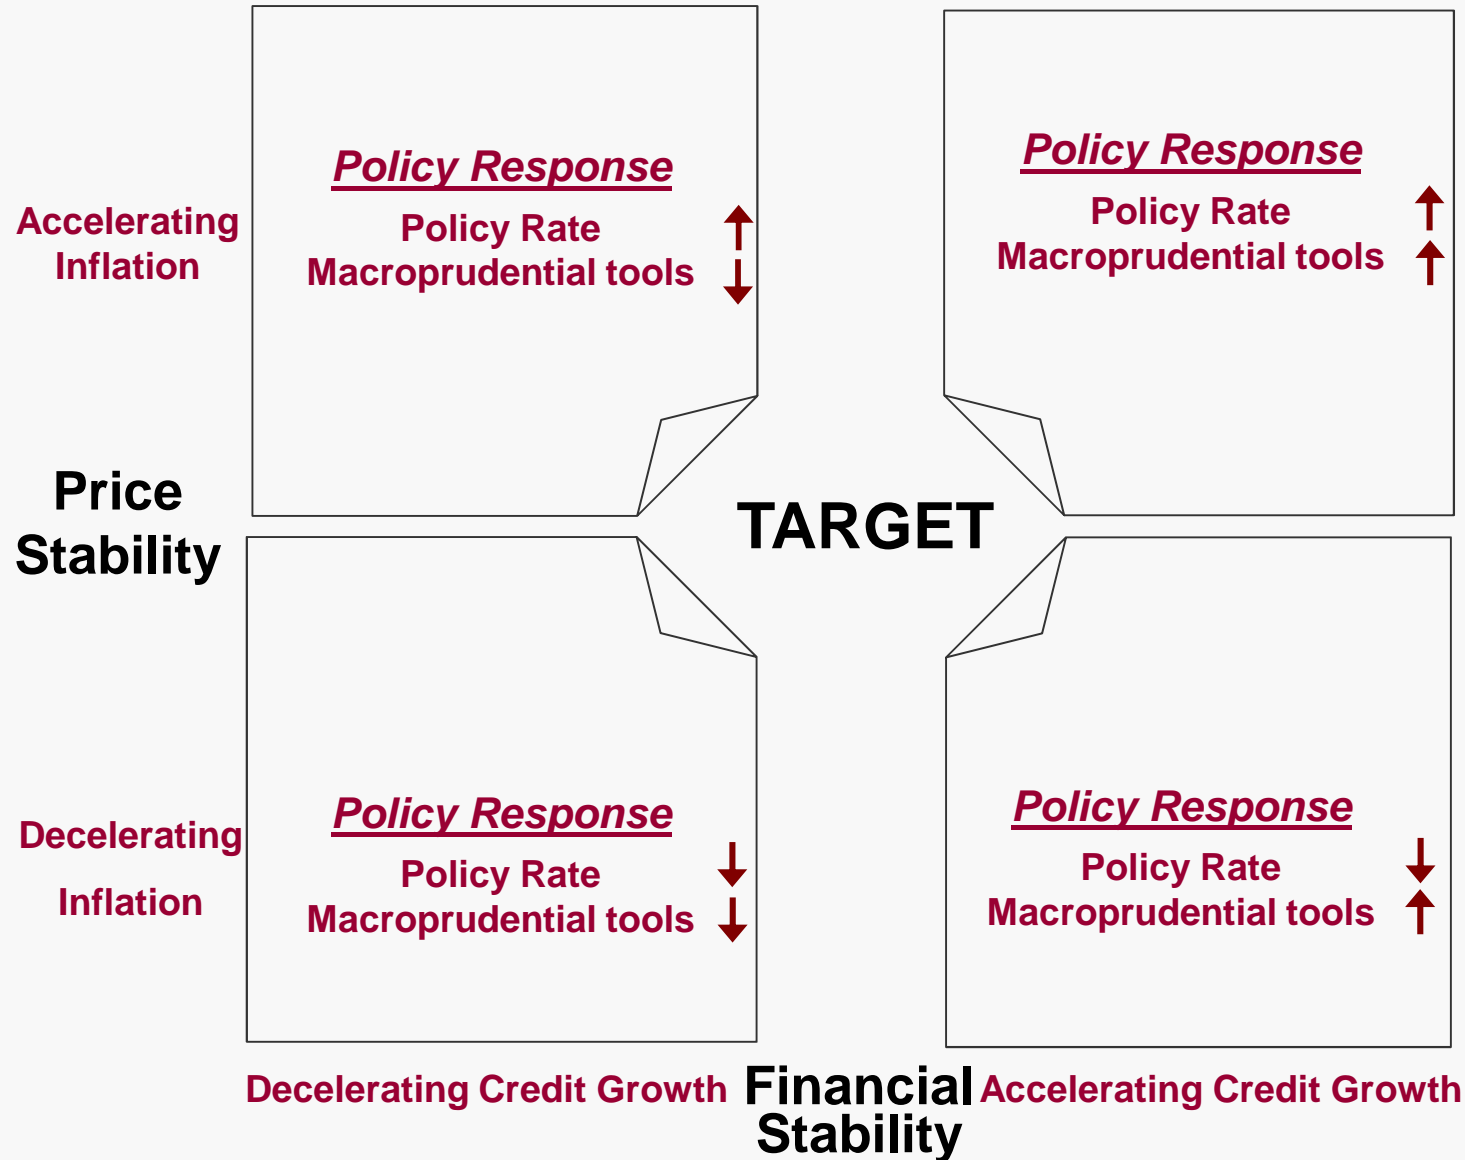 Policy Response
Policy Rate ↑
Macroprudential tools ↓
Policy Response
Policy Rate ↑
Macroprudential tools ↑
Accelerating
Inflation
Price
Stability
TARGET
Policy Response
Policy Rate ↓
Macroprudential tools ↓
Policy Response
Policy Rate ↓
Macroprudential tools ↑
Decelerating
Inflation
Decelerating Credit Growth
Financial
Stability
Accelerating Credit Growth